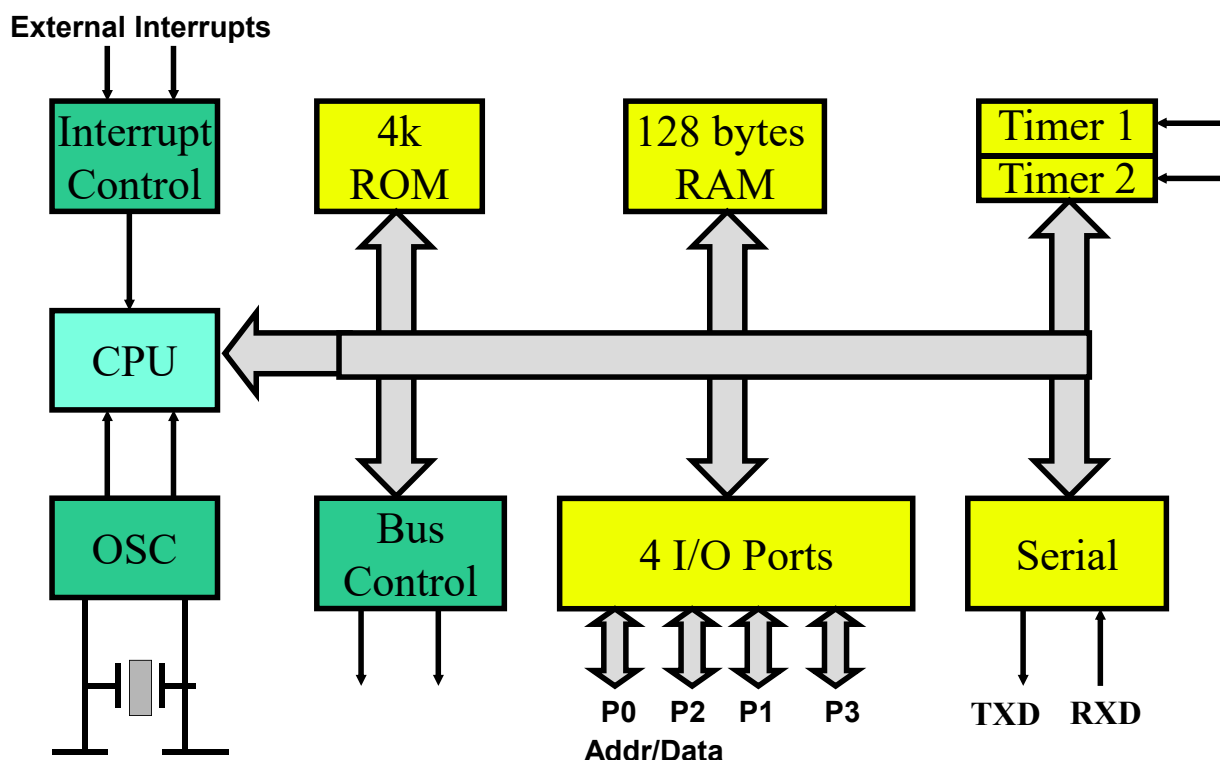 External Interrupts
Interrupt
Control
4k
ROM
128 bytes
RAM
Timer 1
Timer 2
CPU
OSC
Bus
Control
4 I/O Ports
Serial
P0 P2 P1 P3
Addr/Data
TXD RXD